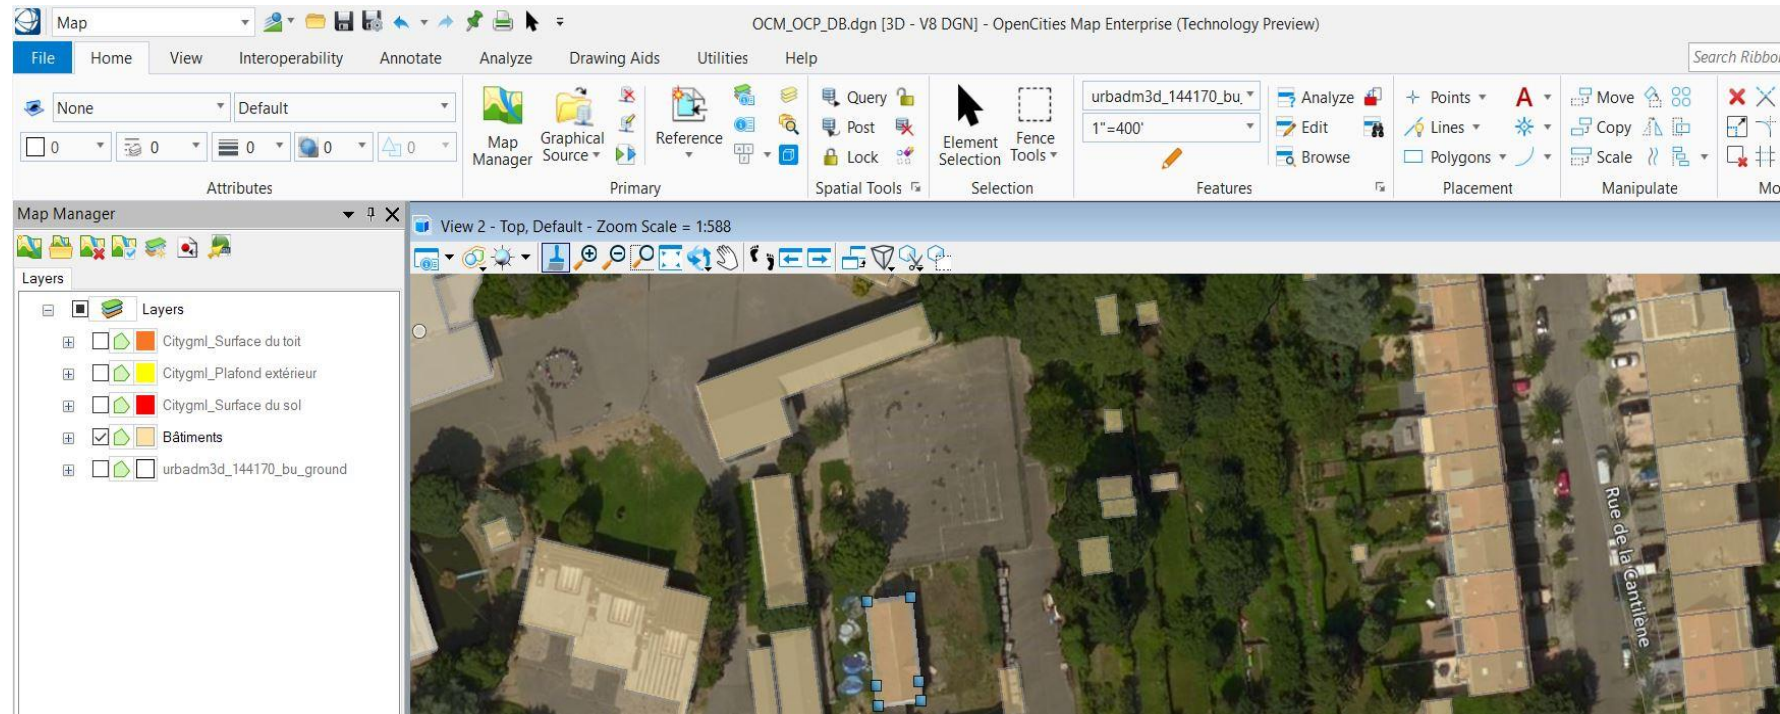 Map
OCM_OCP_DB.dgn [3D - V8 DGN] - OpenCities Map Enterprise (Technology Preview)
File Home View Interoperability Annotate Analyze Drawing Aids Utilities Help
Search Ribbon
None Default
0 0 0 0 0
Attributes
Map Manager
Graphical Source
Reference
Primary
Query
Post
Lock
Spatial Tools
Element Selection
Fence Tools
Selection
urbadm3d_144170_bu_
1"=400'
Analyze
Edit
Browse
Features
Points
Lines
Polygons
Placement
Move
Copy
Scale
Manipulate
Mo
Map Manager
Layers
Layers
Citygml_Surface du toit
Citygml_Plafond extérieur
Citygml_Surface du sol
Bâtiments
urbadm3d_144170_bu_ground
View 2 - Top, Default - Zoom Scale = 1:588
Rue de la Cantilène